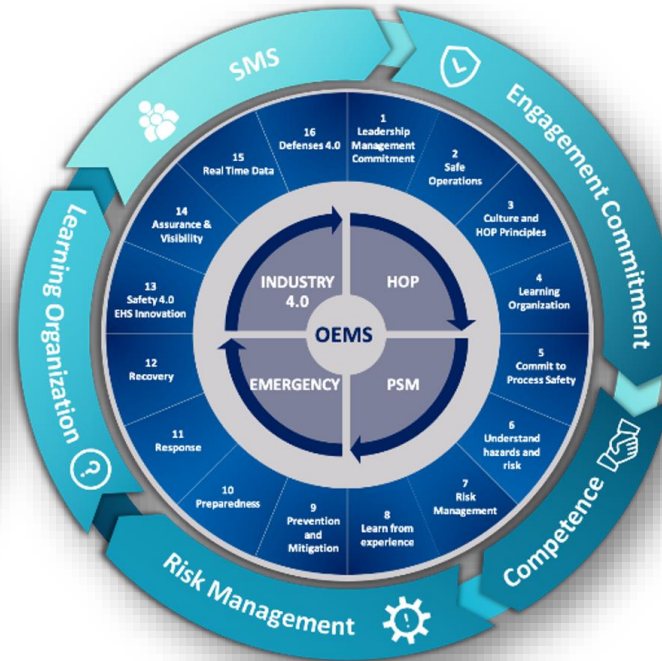 SMS
Engagement Commitment
Competence
Risk Management
Learning Organization
1
Leadership
Management
Commitment
2
Safe
Operations
3
Culture and
HOP Principles
4
Learning
Organization
5
Commit to
Process Safety
6
Understand
hazards and
risk
7
Risk
Management
8
Learn from
experience
9
Prevention
and
Mitigation
10
Preparedness
11
Response
12
Recovery
13
Safety 4.0
EHS Innovation
14
Assurance &
Visibility
15
Real Time Data
16
Defenses 4.0
INDUSTRY
4.0
HOP
OEMS
EMERGENCY
PSM